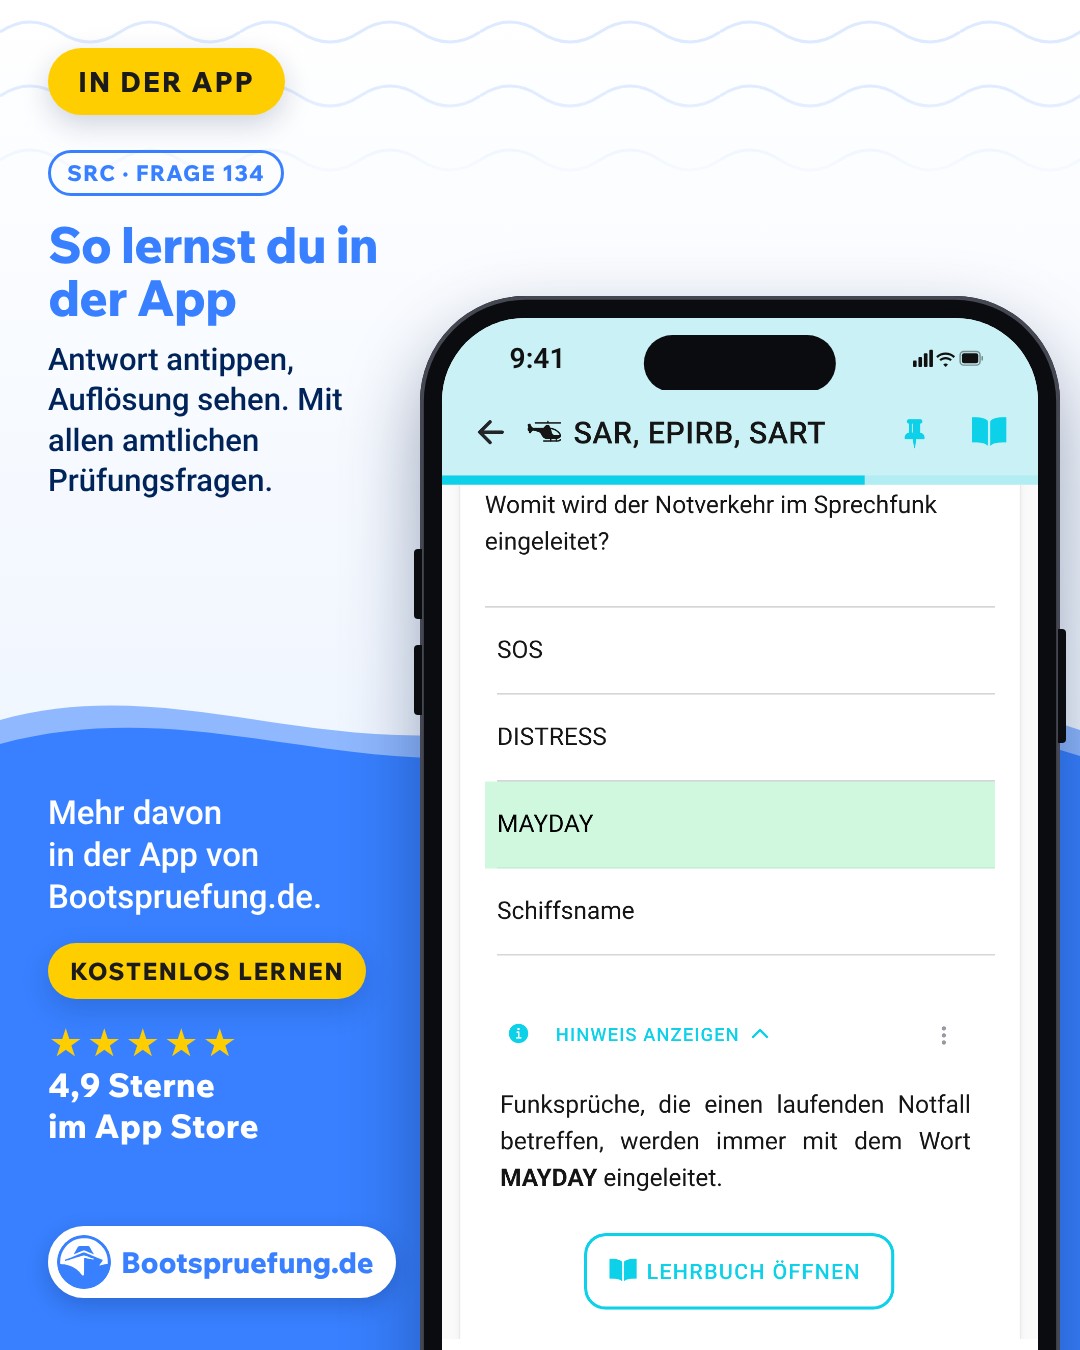 IN DER APP
SRC · FRAGE 134
So lernst du in
der App
Antwort antippen,
Auflösung sehen. Mit
allen amtlichen
Prüfungsfragen.
9:41
SAR, EPIRB, SART
Womit wird der Notverkehr im Sprechfunk
eingeleitet?
SOS
DISTRESS
MAYDAY
Schiffsname
HINWEIS ANZEIGEN
Funksprüche, die einen laufenden Notfall
betreffen, werden immer mit dem Wort
MAYDAY eingeleitet.
LEHRBUCH ÖFFNEN
Mehr davon
in der App von
Bootspruefung.de.
KOSTENLOS LERNEN
★★★★★
4,9 Sterne
im App Store
Bootspruefung.de